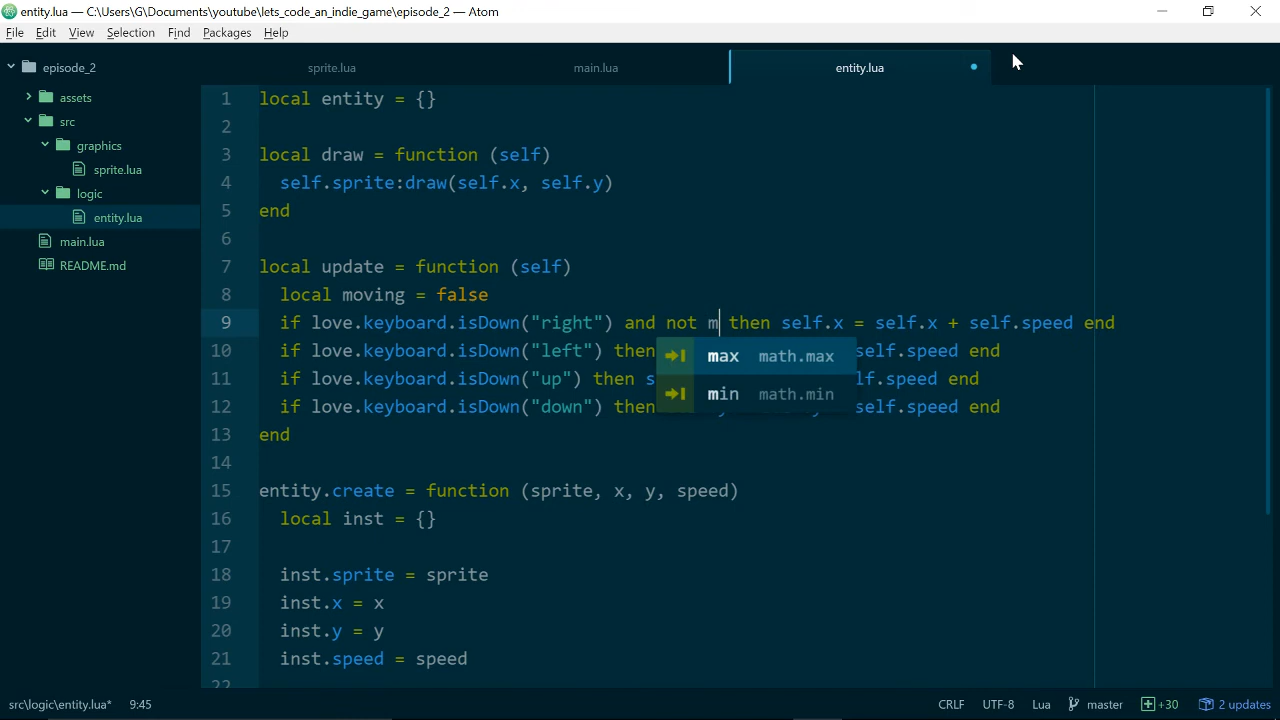 entity.lua — C:\Users\G\Documents\youtube\lets_code_an_indie_game\episode_2 — Atom
File Edit View Selection Find Packages Help
episode_2
assets
src
graphics
sprite.lua
logic
entity.lua
main.lua
README.md
sprite.lua main.lua entity.lua
1 local entity = {}
2
3 local draw = function (self)
4 self.sprite:draw(self.x, self.y)
5 end
6
7 local update = function (self)
8 local moving = false
9 if love.keyboard.isDown("right") and not m then self.x = self.x + self.speed end
10 if love.keyboard.isDown("left") then self.speed end
11 if love.keyboard.isDown("up") then s lf.speed end
12 if love.keyboard.isDown("down") then self.speed end
13 end
14
15 entity.create = function (sprite, x, y, speed)
16 local inst = {}
17
18 inst.sprite = sprite
19 inst.x = x
20 inst.y = y
21 inst.speed = speed
22
max math.max
min math.min
src\logic\entity.lua* 9:45 CRLF UTF-8 Lua master +30 2 updates